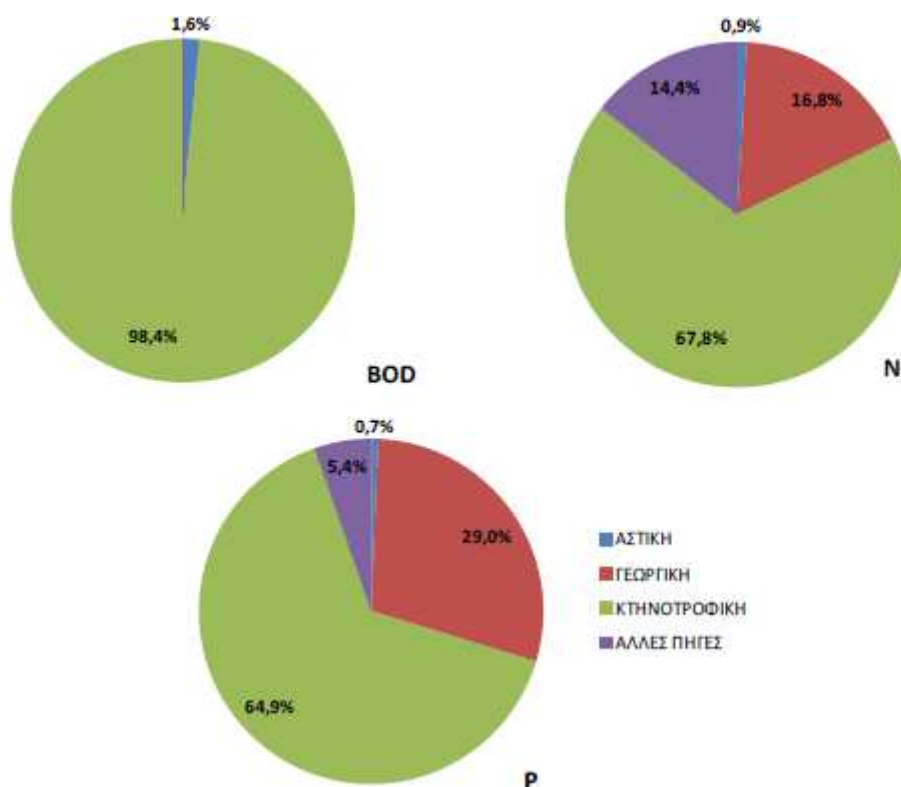 1,6%
98,4%
BOD
0,9%
14,4%
16,8%
67,8%
N
0,7%
5,4%
29,0%
64,9%
P
ΑΣΤΙΚΗ
ΓΕΩΡΓΙΚΗ
ΚΤΗΝΟΤΡΟΦΙΚΗ
ΑΛΛΕΣ ΠΗΓΕΣ